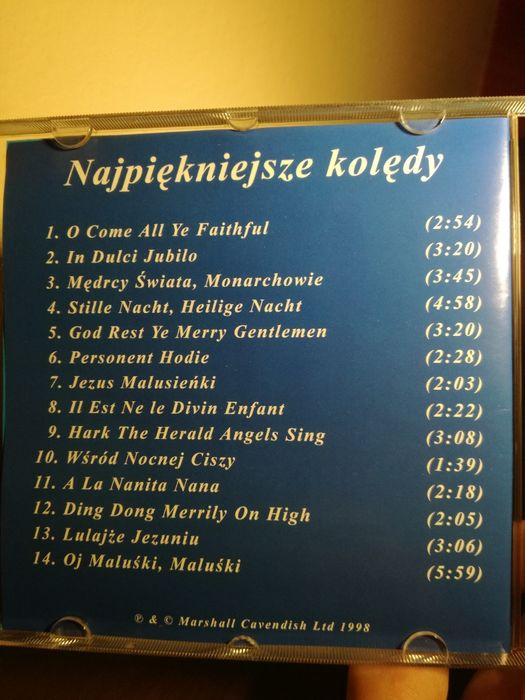 Najpiękniejsze kolędy
1. O Come All Ye Faithful (2:54)
2. In Dulci Jubilo (3:20)
3. Mędrcy Świata, Monarchowie (3:45)
4. Stille Nacht, Heilige Nacht (4:58)
5. God Rest Ye Merry Gentlemen (3:20)
6. Personent Hodie (2:28)
7. Jezus Malusieńki (2:03)
8. Il Est Ne le Divin Enfant (2:22)
9. Hark The Herald Angels Sing (3:08)
10. Wśród Nocnej Ciszy (1:39)
11. A La Nanita Nana (2:18)
12. Ding Dong Merrily On High (2:05)
13. Lulajże Jezuniu (3:06)
14. Oj Maluśki, Maluśki (5:59)
℗ & © Marshall Cavendish Ltd 1998